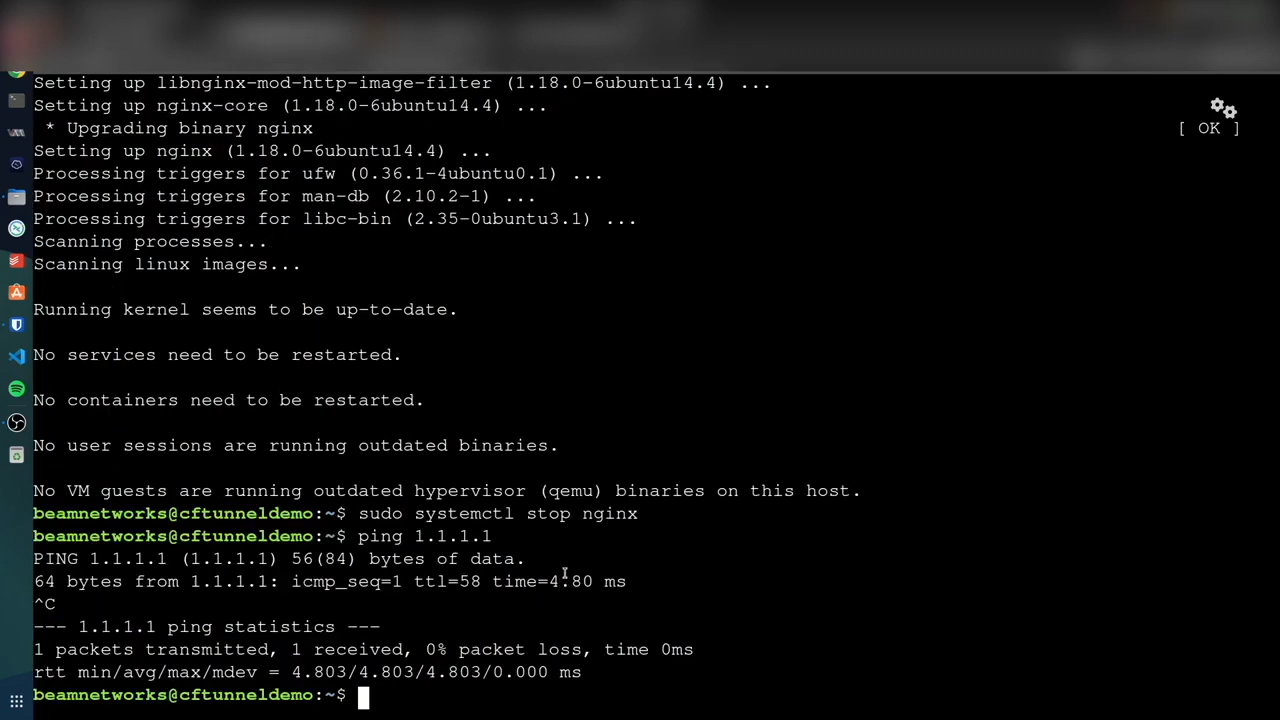 Setting up libnginx-mod-http-image-filter (1.18.0-6ubuntu14.4) ...
Setting up nginx-core (1.18.0-6ubuntu14.4) ...
 * Upgrading binary nginx [ OK ]
Setting up nginx (1.18.0-6ubuntu14.4) ...
Processing triggers for ufw (0.36.1-4ubuntu0.1) ...
Processing triggers for man-db (2.10.2-1) ...
Processing triggers for libc-bin (2.35-0ubuntu3.1) ...
Scanning processes...
Scanning linux images...
Running kernel seems to be up-to-date.
No services need to be restarted.
No containers need to be restarted.
No user sessions are running outdated binaries.
No VM guests are running outdated hypervisor (qemu) binaries on this host.
beamnetworks@cftunneldemo:~$ sudo systemctl stop nginx
beamnetworks@cftunneldemo:~$ ping 1.1.1.1
PING 1.1.1.1 (1.1.1.1) 56(84) bytes of data.
64 bytes from 1.1.1.1: icmp_seq=1 ttl=58 time=4.80 ms
^C
--- 1.1.1.1 ping statistics ---
1 packets transmitted, 1 received, 0% packet loss, time 0ms
rtt min/avg/max/mdev = 4.803/4.803/4.803/0.000 ms
beamnetworks@cftunneldemo:~$